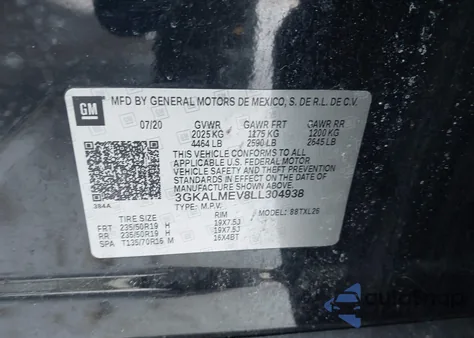 GM
MFD BY GENERAL MOTORS DE MEXICO, S. DE R.L. DE C.V.
07/20 GVWR GAWR FRT GAWR RR
2025 KG 1175 KG 1200 KG
4464 LB 2590 LB 2645 LB
THIS VEHICLE CONFORMS TO ALL
APPLICABLE U.S. FEDERAL MOTOR
VEHICLE SAFETY
STANDARDS IN EFFECT ON THE DATE OF
MANUFACTURE SHOWN ABOVE.
3GKALMEV8LL304938
384A
TYPE: M.P.V. MODEL: 88TXL26
TIRE SIZE RIM
FRT 235/50R19 H 19X7.5J
RR 235/50R19 H 19X7.5J
SPA T135/70R16 M 16X4BT